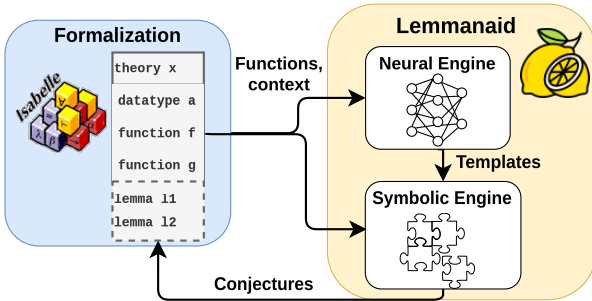 Formalization
Isabelle
λ β α
theory x
datatype a
function f
function g
lemma l1
lemma l2
Functions,
context
Lemmanaid
Neural Engine
Templates
Symbolic Engine
Conjectures